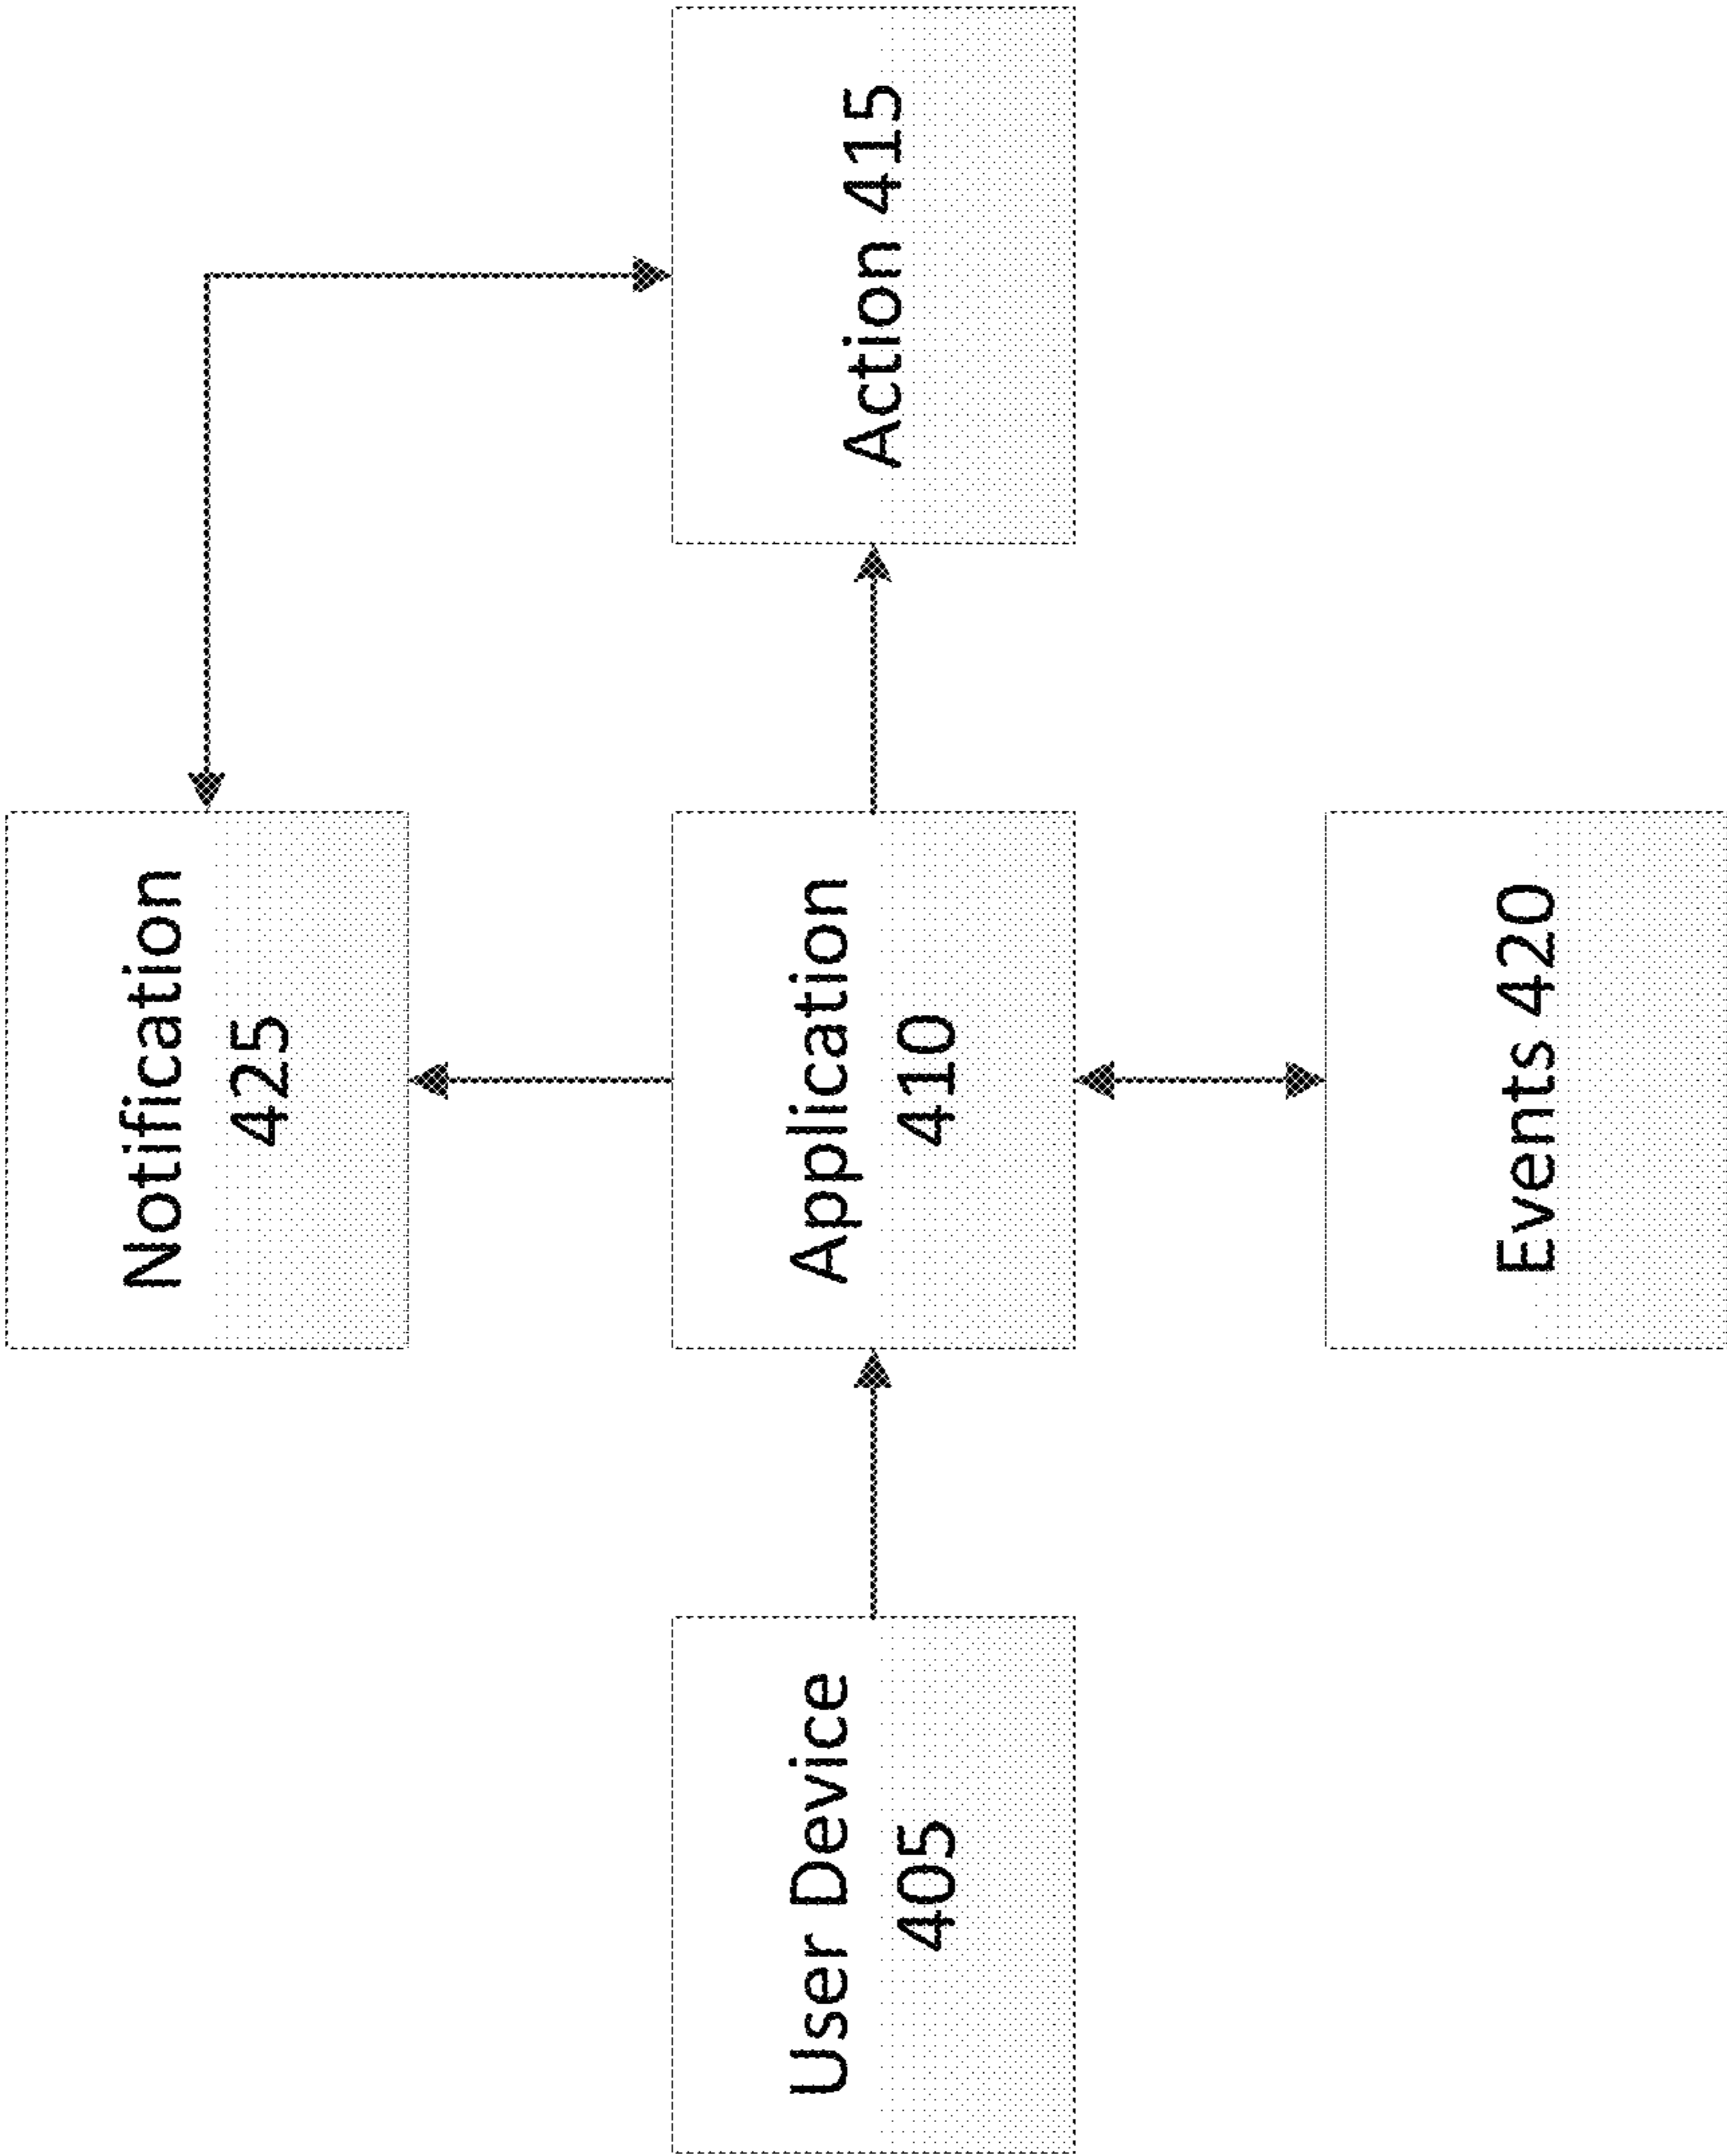 Notification
425
User Device
405
Application
410
Action 415
Events 420